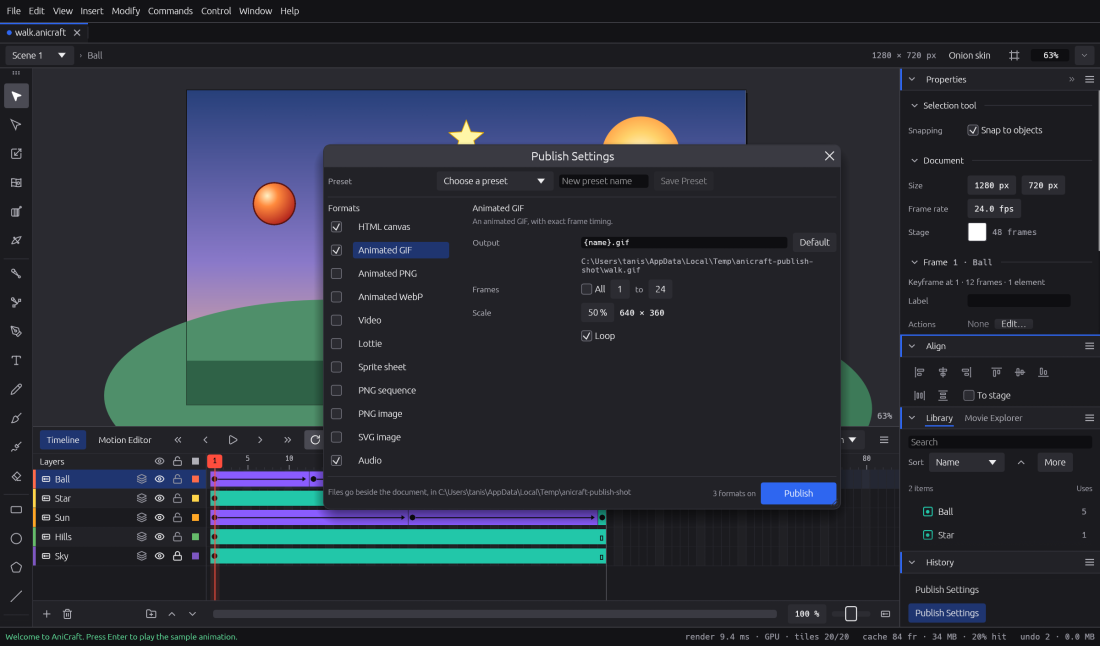 File Edit View Insert Modify Commands Control Window Help
walk.anicraft
Scene 1 › Ball 1280 × 720 px Onion skin 63%
Properties
Selection tool
Snapping Snap to objects
Document
Size 1280 px 720 px
Frame rate 24.0 fps
Stage 48 frames
Frame 1 · Ball
Keyframe at 1 · 12 frames · 1 element
Label
Actions None Edit...
Align
To stage
Library Movie Explorer
Search
Sort Name More
2 items Uses
Ball 5
Star 1
History
Publish Settings
Publish Settings
Publish Settings
Preset Choose a preset New preset name Save Preset
Formats
HTML canvas
Animated GIF
Animated PNG
Animated WebP
Video
Lottie
Sprite sheet
PNG sequence
PNG image
SVG image
Audio
Animated GIF
An animated GIF, with exact frame timing.
Output {name}.gif Default
C:\Users\tanis\AppData\Local\Temp\anicraft-publish-
shot\walk.gif
Frames All 1 to 24
Scale 50 % 640 × 360
Loop
Files go beside the document, in C:\Users\tanis\AppData\Local\Temp\anicraft-publish-shot 3 formats on Publish
63%
Timeline Motion Editor
Layers 1 5 10 80
Ball
Star
Sun
Hills
Sky
100 %
Welcome to AniCraft. Press Enter to play the sample animation. render 9.4 ms · GPU · tiles 20/20 cache 84 fr · 34 MB · 20% hit undo 2 · 0.0 MB